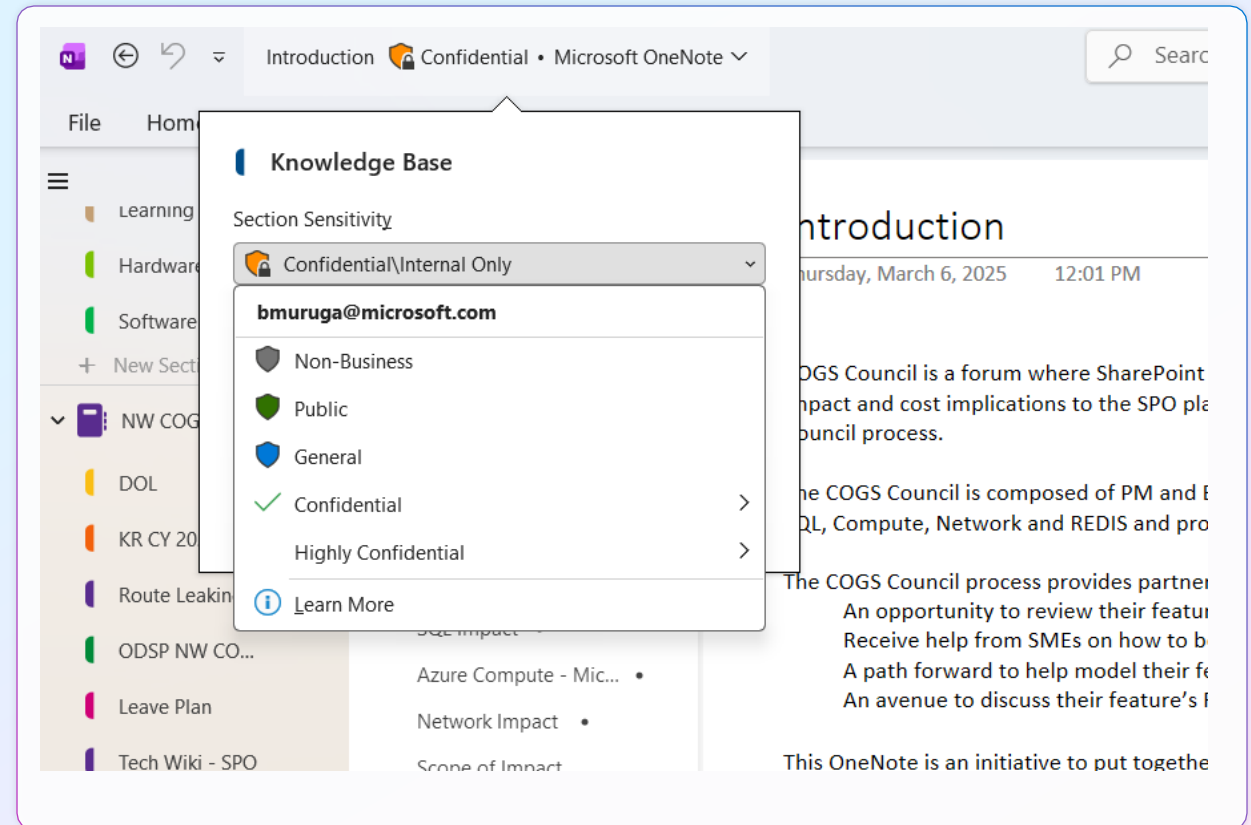 Introduction Confidential • Microsoft OneNote
Searc
File Hom
Knowledge Base
Section Sensitivity
Confidential\Internal Only
bmuruga@microsoft.com
Non-Business
Public
General
Confidential
Highly Confidential
Learn More
Learning
Hardware
Software
+ New Secti
NW COG
DOL
KR CY 20
Route Leakin
ODSP NW CO...
Leave Plan
Tech Wiki - SPO
SQL Impact
Azure Compute - Mic... •
Network Impact •
Scope of Impact
ntroduction
hursday, March 6, 2025 12:01 PM
OGS Council is a forum where SharePoint
mpact and cost implications to the SPO pla
ouncil process.
he COGS Council is composed of PM and
QL, Compute, Network and REDIS and pro
The COGS Council process provides partner
An opportunity to review their featur
Receive help from SMEs on how to b
A path forward to help model their fe
An avenue to discuss their feature's
This OneNote is an initiative to put togethe